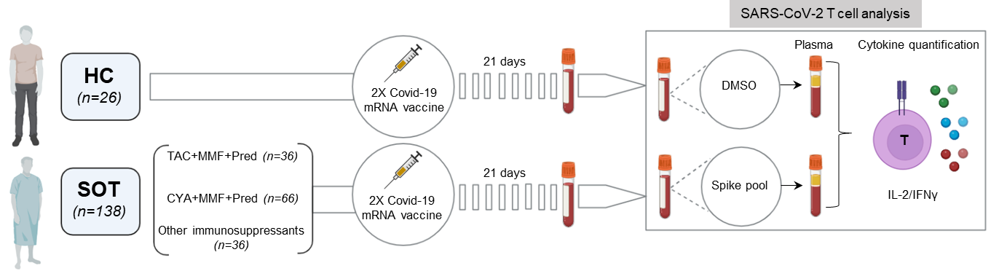 SARS-CoV-2 T cell analysis
HC
(n=26)
2X Covid-19
mRNA vaccine
21 days
DMSO
Plasma
Cytokine quantification
T
IL-2/IFNγ
SOT
(n=138)
TAC+MMF+Pred (n=36)
CYA+MMF+Pred (n=66)
Other immunosuppressants
(n=36)
2X Covid-19
mRNA vaccine
21 days
Spike pool